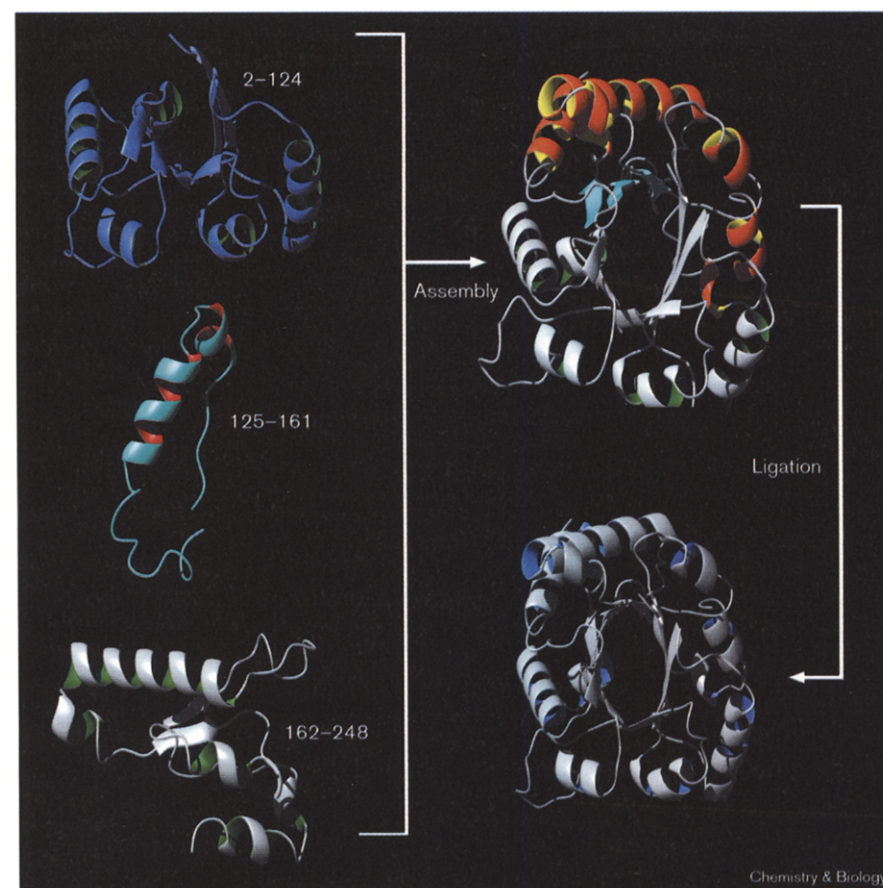 2–124
Assembly
125–161
Ligation
162–248
Chemistry & Biology